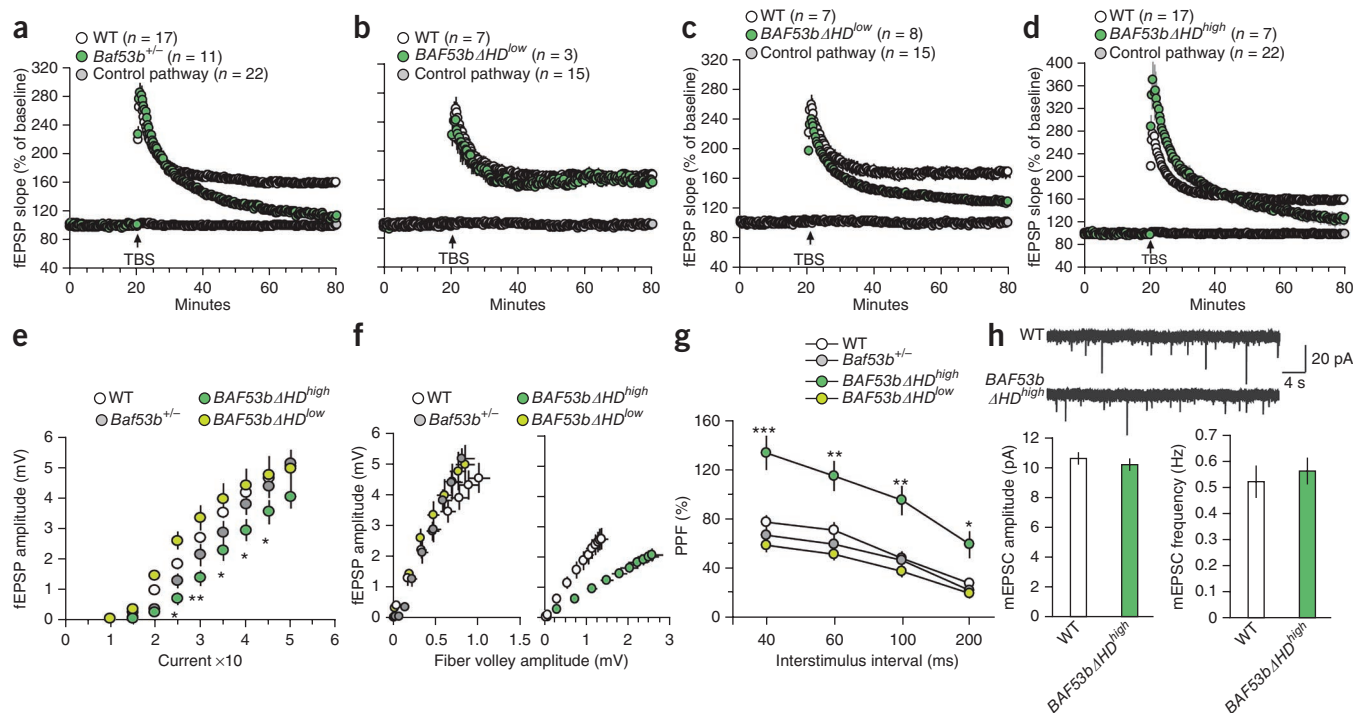 a
WT (n = 17)
Baf53b+/– (n = 11)
Control pathway (n = 22)
fEPSP slope (% of baseline)
320
280
240
200
160
120
80
40
TBS
0 20 40 60 80
Minutes
b
WT (n = 7)
BAF53bΔHDlow (n = 3)
Control pathway (n = 15)
TBS
0 20 40 60 80
Minutes
c
WT (n = 7)
BAF53bΔHDlow (n = 8)
Control pathway (n = 15)
fEPSP slope (% of baseline)
320
280
240
200
160
120
80
40
TBS
0 20 40 60 80
Minutes
d
WT (n = 17)
BAF53bΔHDhigh (n = 7)
Control pathway (n = 22)
fEPSP slope (% of baseline)
400
360
320
280
240
200
160
120
80
40
TBS
0 20 40 60 80
Minutes
e
WT
Baf53b+/–
BAF53bΔHDhigh
BAF53bΔHDlow
fEPSP amplitude (mV)
6
5
4
3
2
1
0
* ** * * *
0 1 2 3 4 5 6
Current ×10
f
WT
Baf53b+/–
BAF53bΔHDhigh
BAF53bΔHDlow
fEPSP amplitude (mV)
6
5
4
3
2
1
0
0 0.5 1.0 1.5
0 1 2 3
Fiber volley amplitude (mV)
g
WT
Baf53b+/–
BAF53bΔHDhigh
BAF53bΔHDlow
PPF (%)
160
120
80
40
0
*** ** ** *
40 60 100 200
Interstimulus interval (ms)
h
WT
20 pA
4 s
BAF53b
ΔHDhigh
mEPSC amplitude (pA)
12
10
8
6
4
2
0
WT
BAF53bΔHDhigh
mEPSC frequency (Hz)
0.7
0.6
0.5
0.4
0.3
0.2
0.1
0
WT
BAF53bΔHDhigh